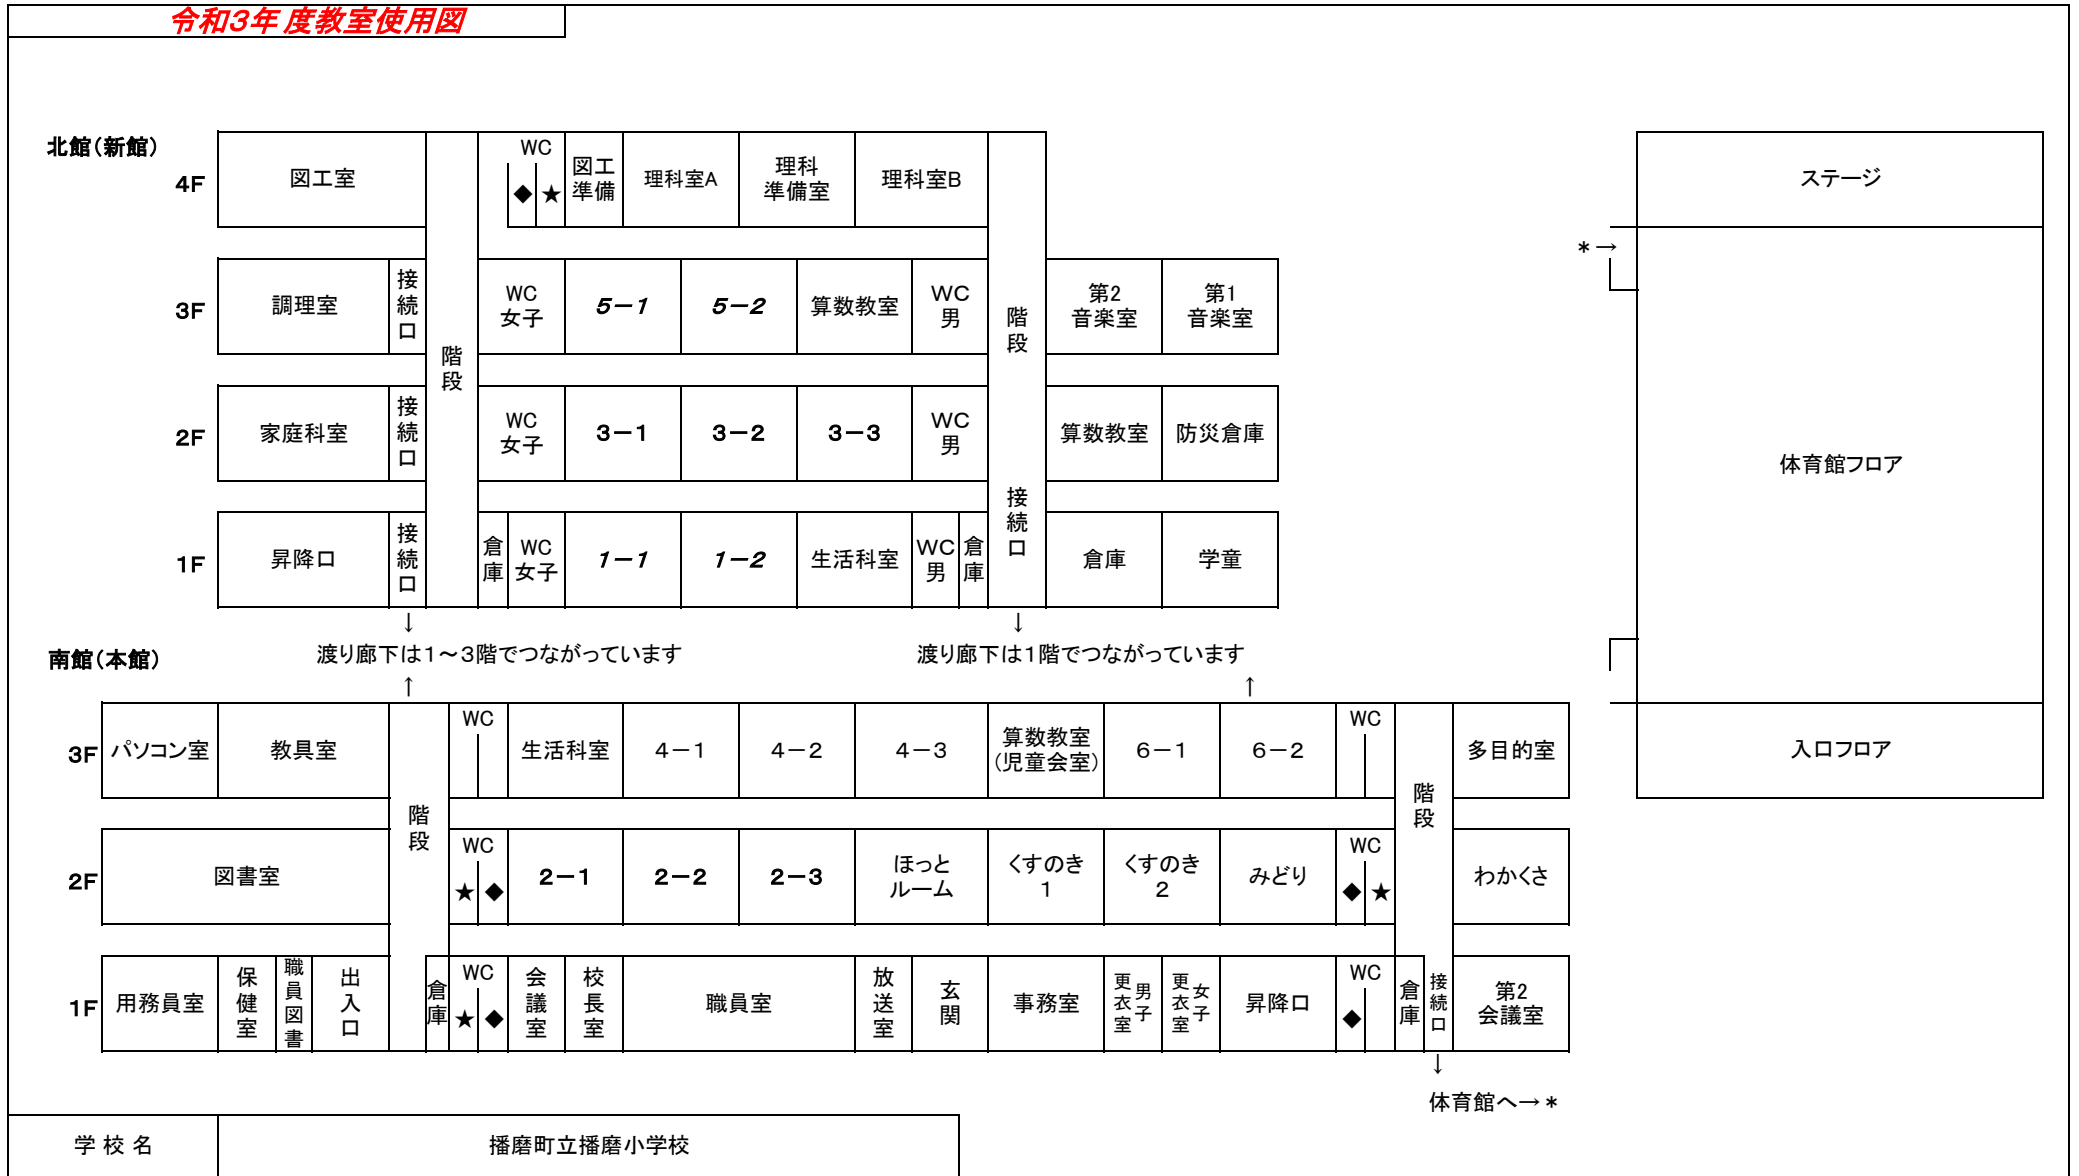 令和３年度教室使用図
北館（新館）
4F
図工室
WC
◆
★
図工
準備
理科室A
理科
準備室
理科室B
3F
調理室
接続口
WC
女子
５－１
５－２
算数教室
ＷＣ
男
第2
音楽室
第1
音楽室
階段
階段
2F
家庭科室
接続口
WC
女子
３－１
３－２
３－３
ＷＣ
男
算数教室
防災倉庫
接続口
1F
昇降口
接続口
倉庫
WC
女子
１－１
１－２
生活科室
ＷＣ
男
倉庫
倉庫
学童
↓
↓
渡り廊下は１～３階でつながっています
渡り廊下は１階でつながっています
↑
↑
南館（本館）
3F
パソコン室
教具室
WC
生活科室
４－１
４－２
４－３
算数教室
(児童会室)
６－１
６－２
WC
多目的室
階段
階段
2F
図書室
WC
★
◆
２－１
２－２
２－３
ほっと
ルーム
くすのき
１
くすのき
２
みどり
WC
◆
★
わかくさ
1F
用務員室
保健室
職員図書
出入口
倉庫
WC
★
◆
会議室
校長室
職員室
放送室
玄関
事務室
男子
更衣室
女子
更衣室
昇降口
WC
◆
倉庫
接続口
第2
会議室
↓
体育館へ→＊
ステージ
＊→
体育館フロア
入口フロア
学 校 名
播磨町立播磨小学校